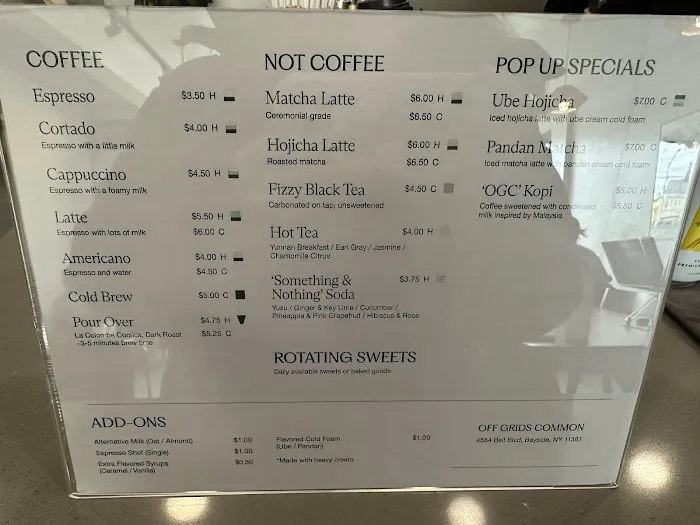 COFFEE
Espresso $3.50 H
Cortado $4.00 H
Espresso with a little milk
Cappuccino $4.50 H
Espresso with a foamy milk
Latte $5.50 H
Espresso with lots of milk $6.00 C
Americano $4.00 H
Espresso and water $4.50 C
Cold Brew $5.00 C
Pour Over $4.75 H
La Colombe Corsica, Dark Roast $5.25 C
~3-5 minutes brew time
NOT COFFEE
Matcha Latte $6.00 H
Ceremonial grade $6.50 C
Hojicha Latte $6.00 H
Roasted matcha $6.50 C
Fizzy Black Tea $4.50 C
Carbonated on tap, unsweetened
Hot Tea $4.00 H
Yunnan Breakfast / Earl Gray / Jasmine /
Chamomile Citrus
'Something & $3.75 H
Nothing' Soda
Yuzu / Ginger & Key Lime / Cucumber /
Pineapple & Pink Grapefruit / Hibiscus & Rose
ROTATING SWEETS
Daily available sweets or baked goods
POP UP SPECIALS
Ube Hojicha $7.00 C
Iced hojicha latte with ube cream cold foam
Pandan Matcha $7.00 C
Iced matcha latte with pandan cream cold foam
'OGC' Kopi $5.00 H
Coffee sweetened with condensed $5.50 C
milk inspired by Malaysia
ADD-ONS
Alternative Milk (Oat / Almond) $1.00
Espresso Shot (Single) $1.00
Extra Flavored Syrups $0.50
(Caramel / Vanilla)
Flavored Cold Foam $1.00
(Ube / Pandan)
*Made with heavy cream
OFF GRIDS COMMON
4554 Bell Blvd, Bayside, NY 11361